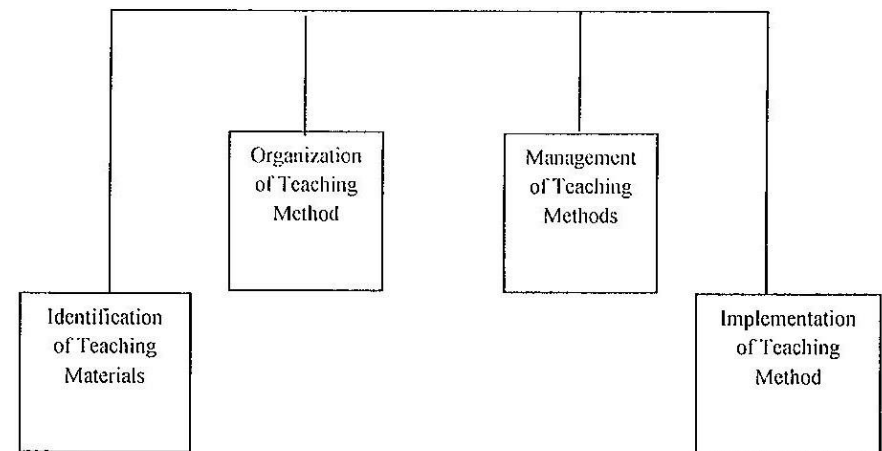 Organization
of Teaching
Method
Management
of Teaching
Methods
Identification
of Teaching
Materials
Implementation
of Teaching
Method